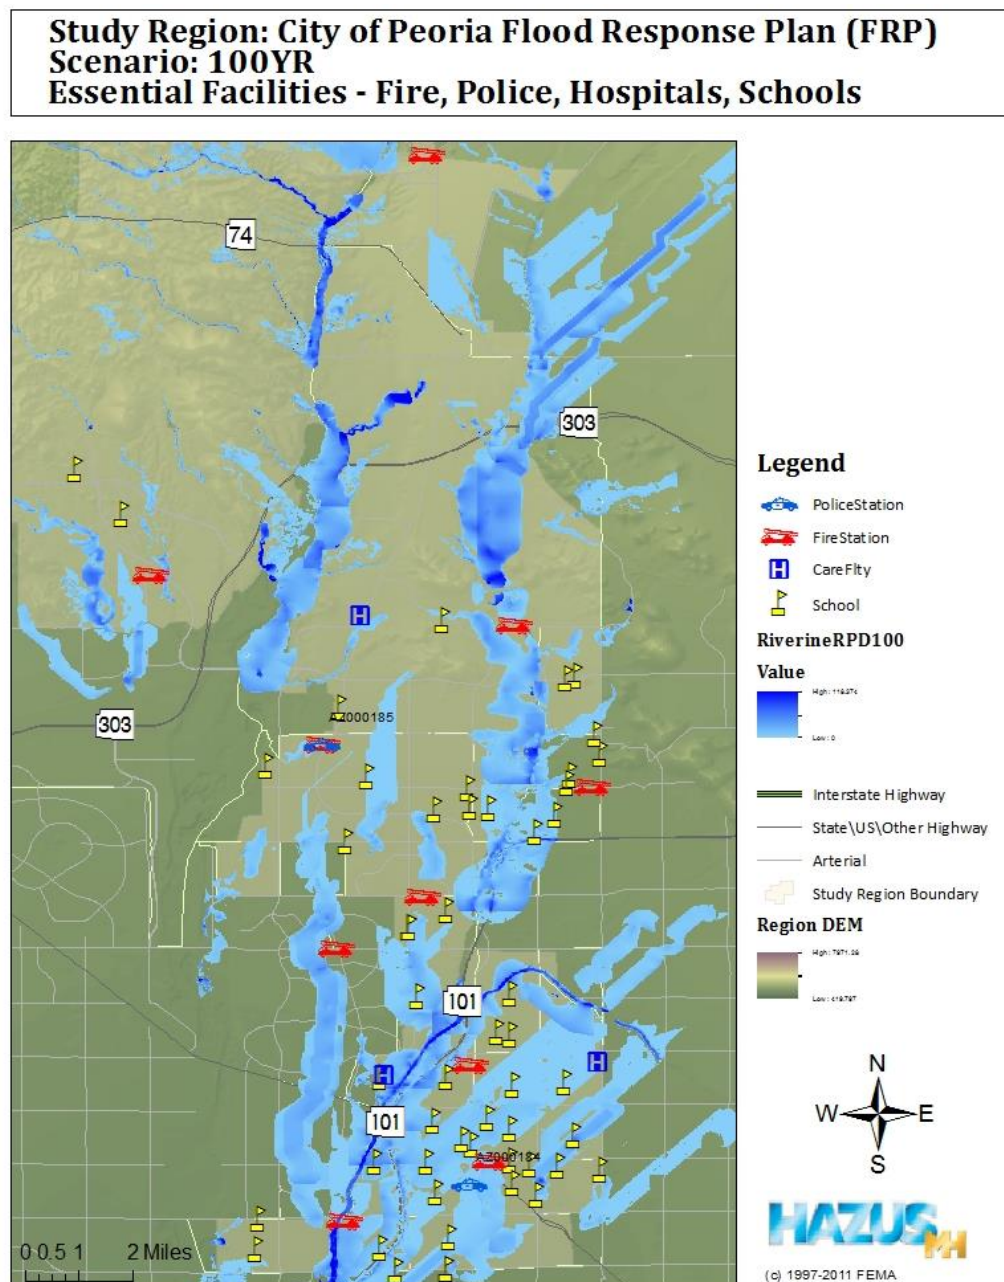 Study Region: City of Peoria Flood Response Plan (FRP)
Scenario: 100YR
Essential Facilities - Fire, Police, Hospitals, Schools
74
303
303
AZ000185
101
101
AZ000184
0 0.5 1 2 Miles
Legend
PoliceStation
FireStation
CareFlty
School
RiverineRPD100
Value
Low : 0
Interstate Highway
State\US\Other Highway
Arterial
Study Region Boundary
Region DEM
N
W E
S
HAZUS
MH
(c) 1997-2011 FEMA